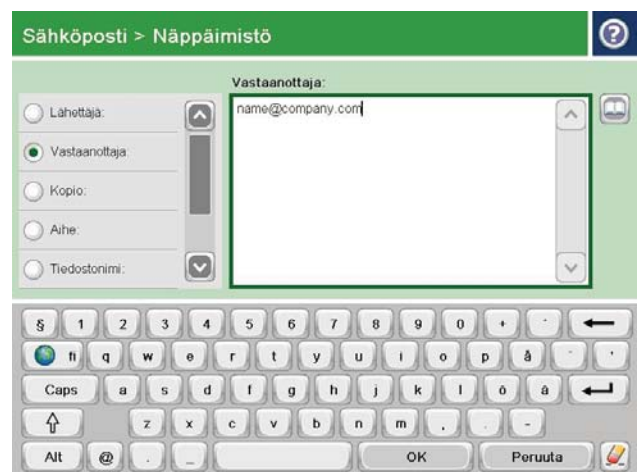 Sähköposti > Näppäimistö
?
Vastaanottaja:
Lähettäjä:
name@company.com
Vastaanottaja:
Kopio:
Aihe:
Tiedostonimi:
§ 1 2 3 4 5 6 7 8 9 0 + ´
fi q w e r t y u i o p å ¨ '
Caps a s d f g h j k l ö ä
z x c v b n m , . -
Alt @ . _ OK Peruuta